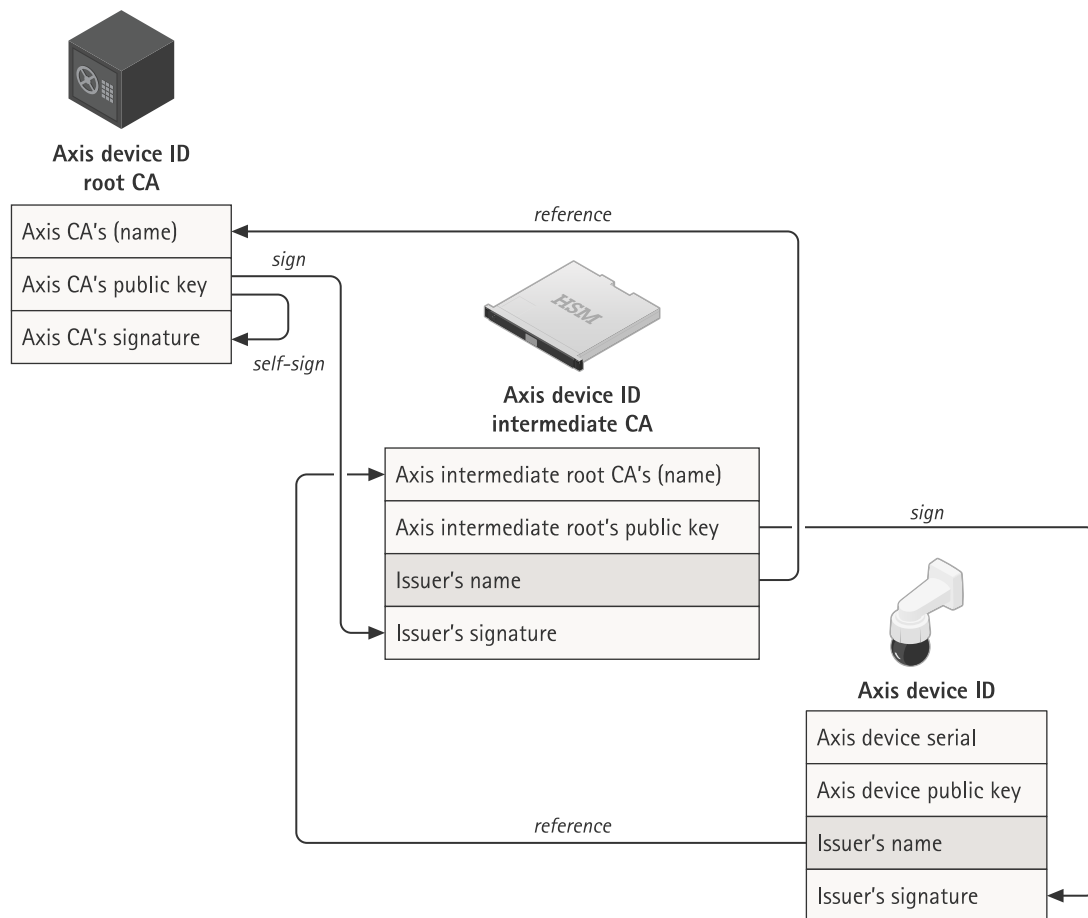 Axis device ID
root CA
Axis CA's (name)
Axis CA's public key
Axis CA's signature
reference
sign
self-sign
HSM
Axis device ID
intermediate CA
Axis intermediate root CA's (name)
Axis intermediate root's public key
Issuer's name
Issuer's signature
sign
Axis device ID
Axis device serial
Axis device public key
Issuer's name
Issuer's signature
reference